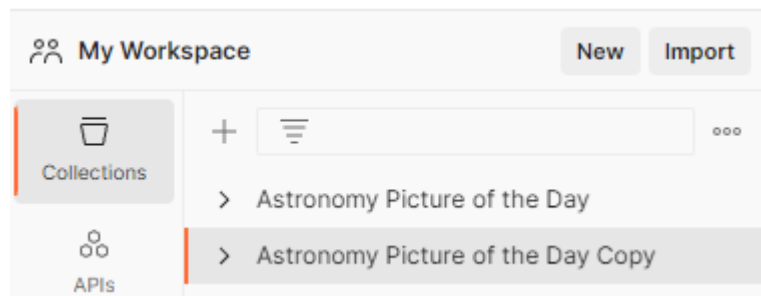 My Workspace New Import
Collections
Astronomy Picture of the Day
Astronomy Picture of the Day Copy
APIs